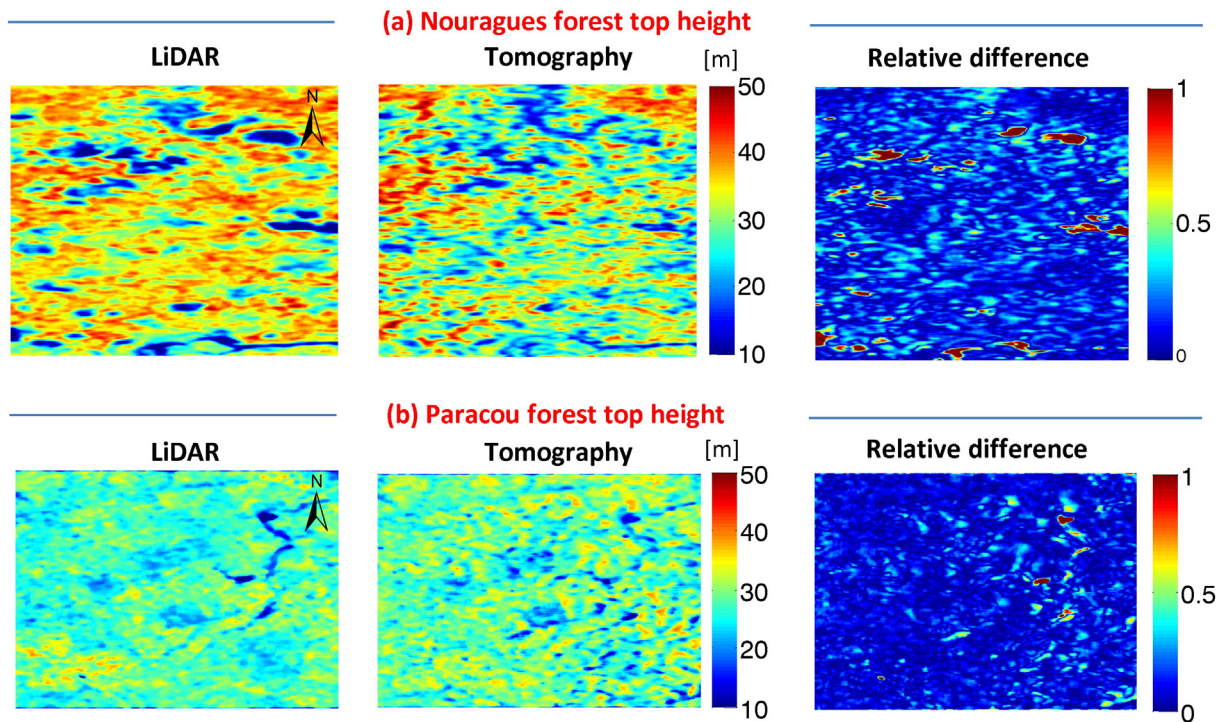 (a) Nouragues forest top height
LiDAR
Tomography
[m]
Relative difference
N
50
40
30
20
10
1
0.5
0
(b) Paracou forest top height
LiDAR
Tomography
[m]
Relative difference
N
50
40
30
20
10
1
0.5
0